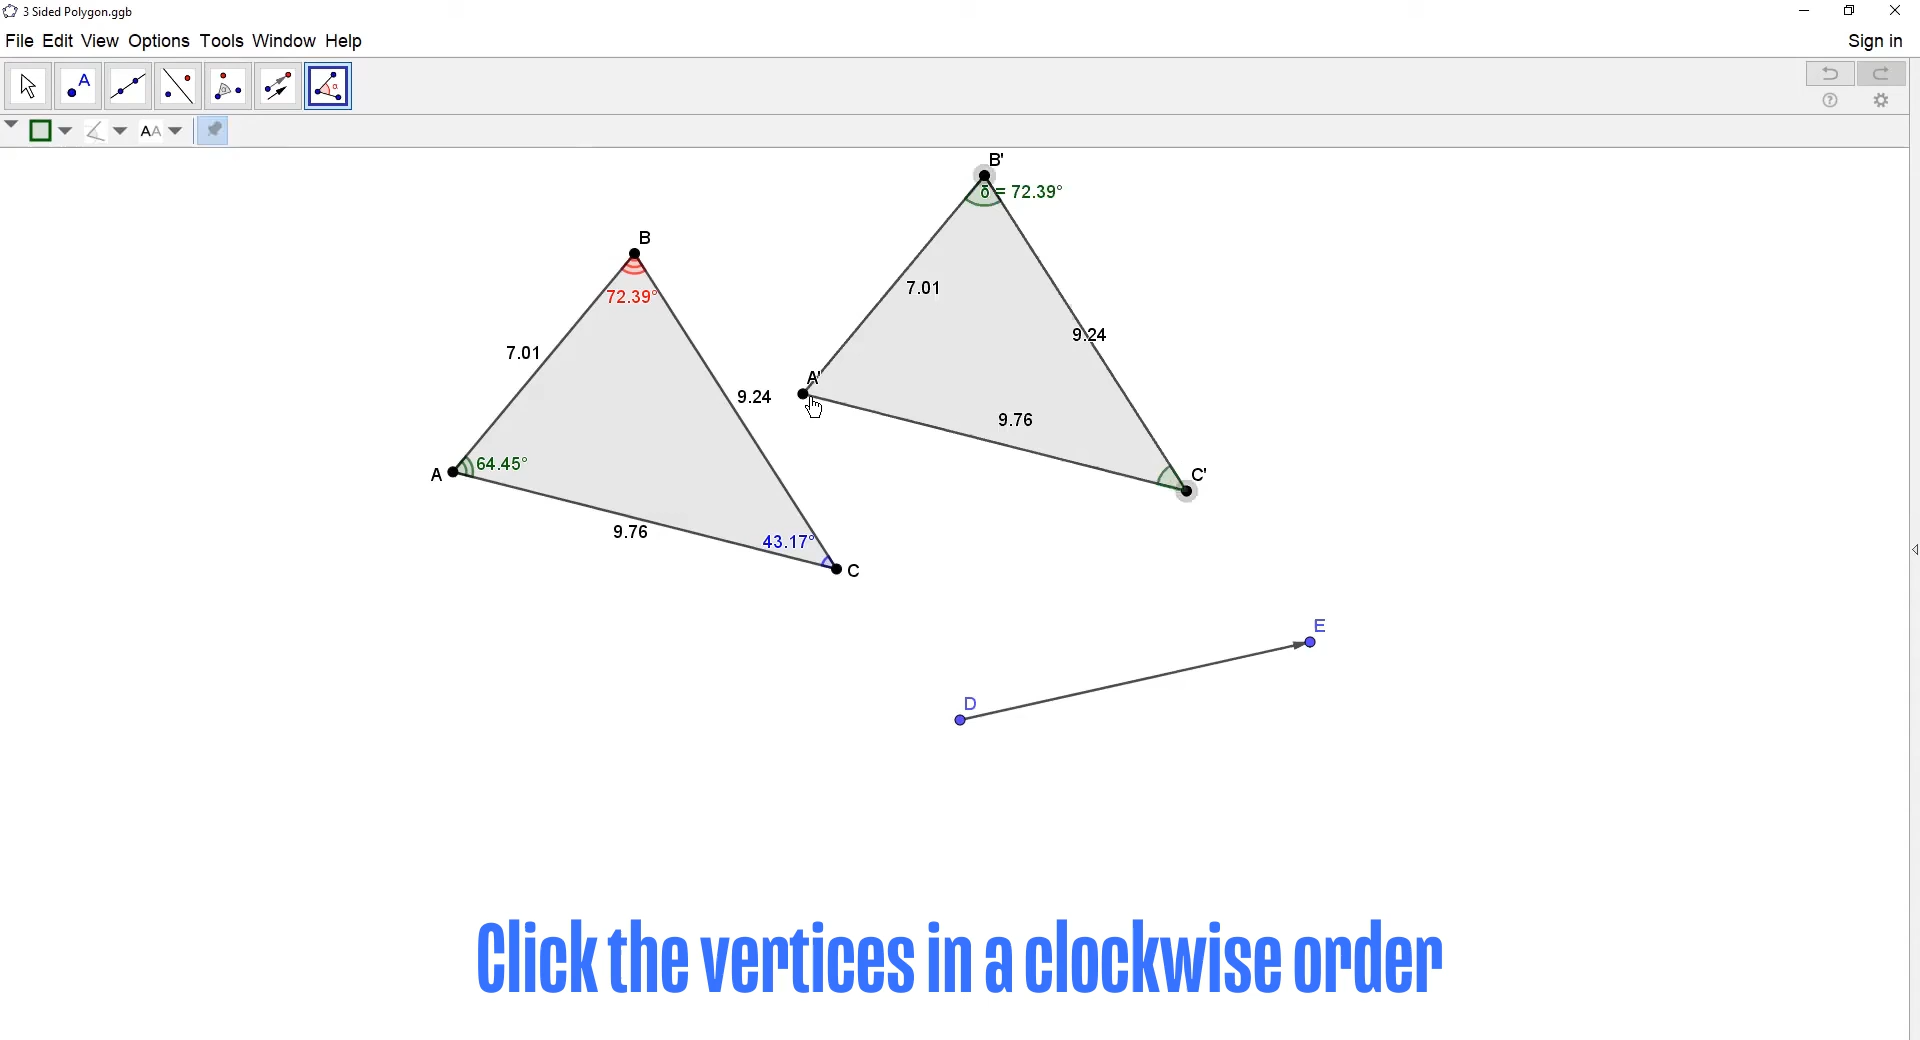 3 Sided Polygon.ggb
File Edit View Options Tools Window Help
Sign in
A
α
α
AA
B'
δ = 72.39°
B
72.39°
7.01
7.01
9.24
A'
9.24
9.76
A
64.45°
C'
9.76
43.17°
C
E
D
Click the vertices in a clockwise order